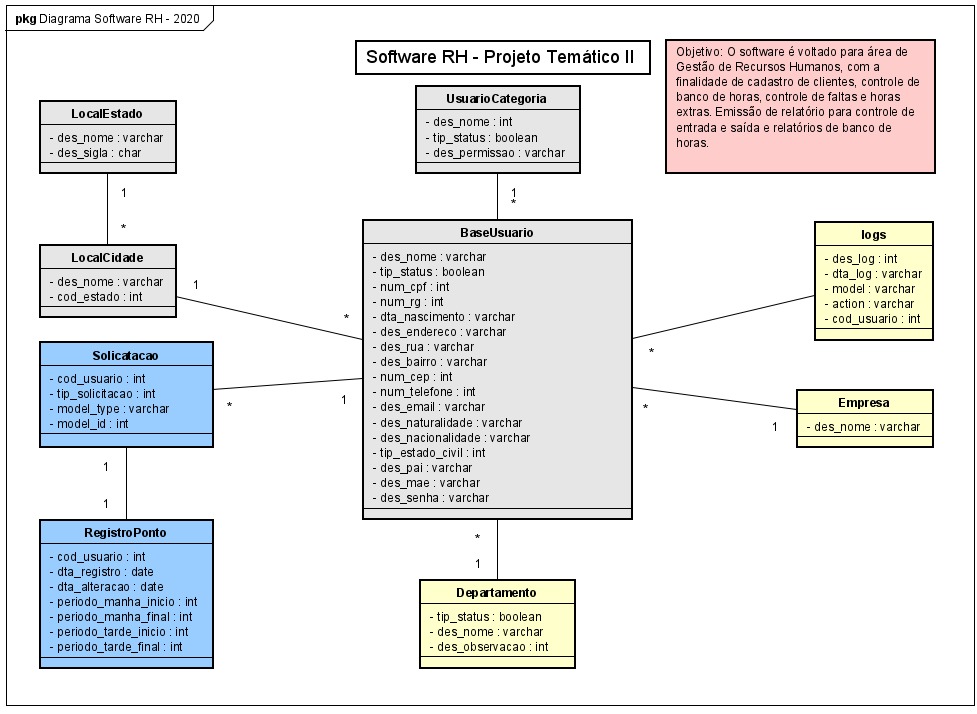 pkg Diagrama Software RH - 2020
Software RH - Projeto Temático II
Objetivo: O software é voltado para área de
Gestão de Recursos Humanos, com a
finalidade de cadastro de clientes, controle de
banco de horas, controle de faltas e horas
extras. Emissão de relatório para controle de
entrada e saída e relatórios de banco de
horas.
LocalEstado
- des_nome : varchar
- des_sigla : char
1
*
UsuarioCategoria
- des_nome : int
- tip_status : boolean
- des_permissao : varchar
1
*
LocalCidade
- des_nome : varchar
- cod_estado : int
1
*
BaseUsuario
- des_nome : varchar
- tip_status : boolean
- num_cpf : int
- num_rg : int
- dta_nascimento : varchar
- des_endereco : varchar
- des_rua : varchar
- des_bairro : varchar
- num_cep : int
- num_telefone : int
- des_email : varchar
- des_naturalidade : varchar
- des_nacionalidade : varchar
- tip_estado_civil : int
- des_pai : varchar
- des_mae : varchar
- des_senha : varchar
logs
- des_log : int
- dta_log : varchar
- model : varchar
- action : varchar
- cod_usuario : int
*
Solicatacao
- cod_usuario : int
- tip_solicitacao : int
- model_type : varchar
- model_id : int
*
1
Empresa
- des_nome : varchar
*
1
1
1
RegistroPonto
- cod_usuario : int
- dta_registro : date
- dta_alteracao : date
- periodo_manha_inicio : int
- periodo_manha_final : int
- periodo_tarde_inicio : int
- periodo_tarde_final : int
*
1
Departamento
- tip_status : boolean
- des_nome : varchar
- des_observacao : int